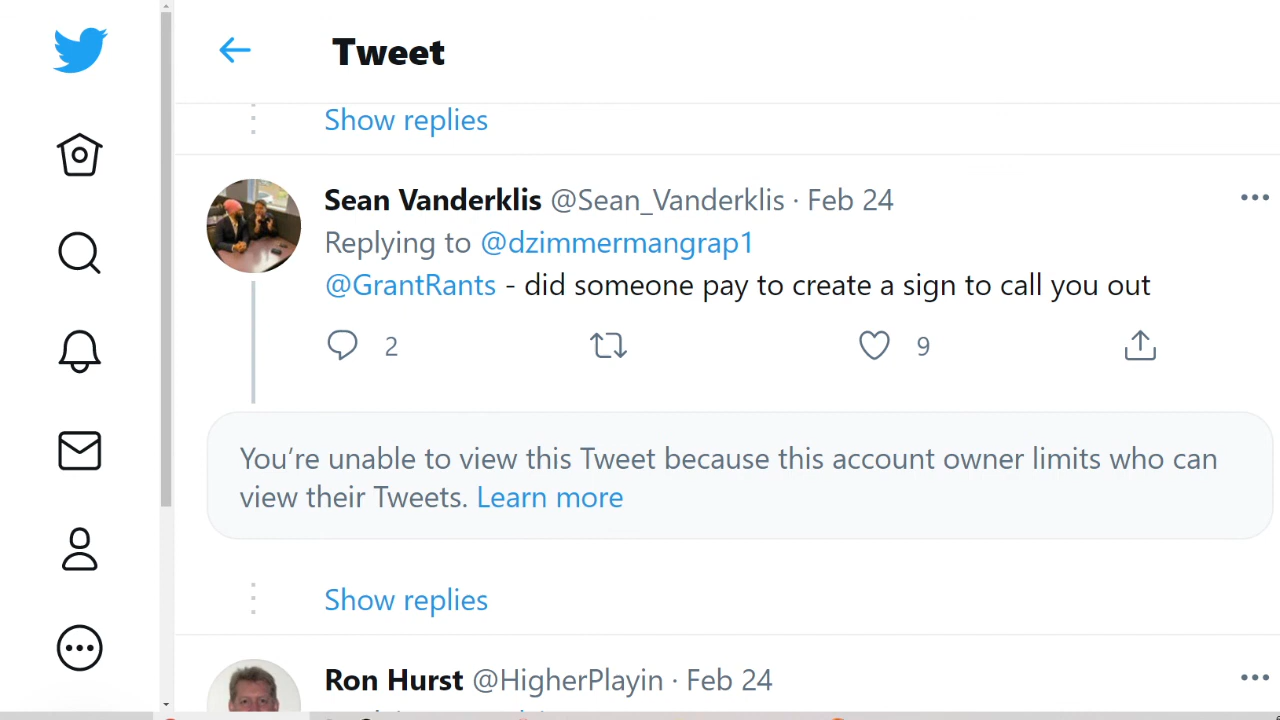 Tweet
Show replies
Sean Vanderklis @Sean_Vanderklis · Feb 24
Replying to @dzimmermangrap1
@GrantRants - did someone pay to create a sign to call you out
2 9
You’re unable to view this Tweet because this account owner limits who can
view their Tweets. Learn more
Show replies
Ron Hurst @HigherPlayin · Feb 24